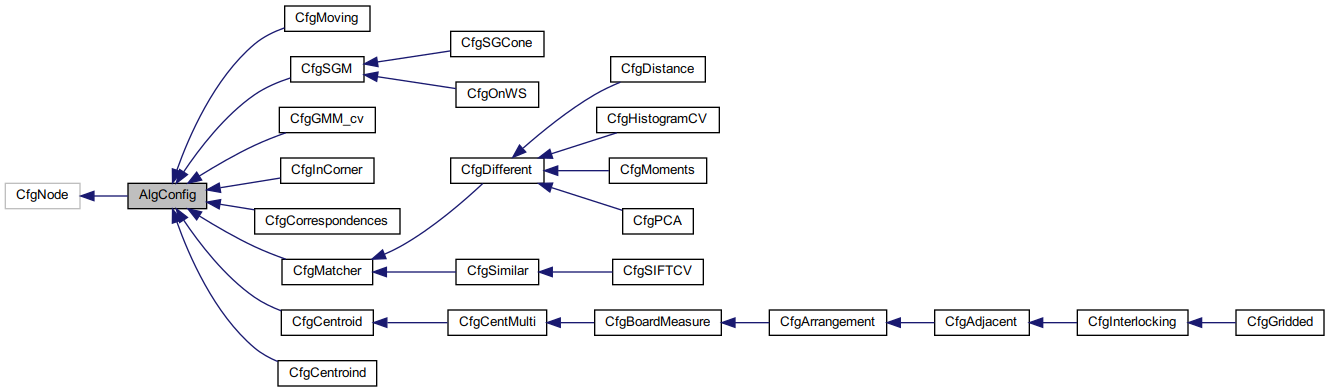 CfgMoving
CfgSGCone
CfgSGM
CfgDistance
CfgOnWS
CfgGMM_cv
CfgHistogramCV
CfgInCorner
CfgDifferent
CfgMoments
CfgNode
AlgConfig
CfgCorrespondences
CfgPCA
CfgMatcher
CfgSimilar
CfgSIFTCV
CfgCentroid
CfgCentMulti
CfgBoardMeasure
CfgArrangement
CfgAdjacent
CfgInterlocking
CfgGridded
CfgCentroind